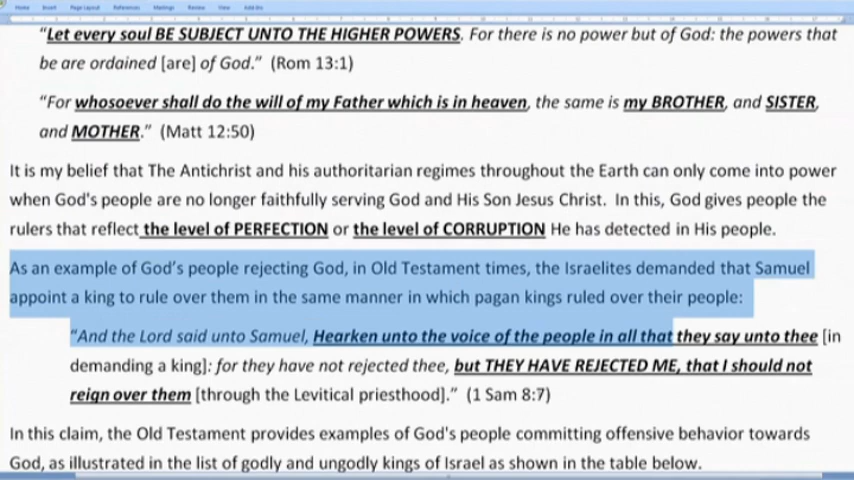 Home Insert Page Layout References Mailings Review View Add-Ins
“Let every soul BE SUBJECT UNTO THE HIGHER POWERS. For there is no power but of God: the powers that
be are ordained [are] of God.” (Rom 13:1)
“For whosoever shall do the will of my Father which is in heaven, the same is my BROTHER, and SISTER,
and MOTHER.” (Matt 12:50)
It is my belief that The Antichrist and his authoritarian regimes throughout the Earth can only come into power
when God's people are no longer faithfully serving God and His Son Jesus Christ. In this, God gives people the
rulers that reflect the level of PERFECTION or the level of CORRUPTION He has detected in His people.
As an example of God’s people rejecting God, in Old Testament times, the Israelites demanded that Samuel
appoint a king to rule over them in the same manner in which pagan kings ruled over their people:
“And the Lord said unto Samuel, Hearken unto the voice of the people in all that they say unto thee [in
demanding a king]: for they have not rejected thee, but THEY HAVE REJECTED ME, that I should not
reign over them [through the Levitical priesthood].” (1 Sam 8:7)
In this claim, the Old Testament provides examples of God's people committing offensive behavior towards
God, as illustrated in the list of godly and ungodly kings of Israel as shown in the table below.